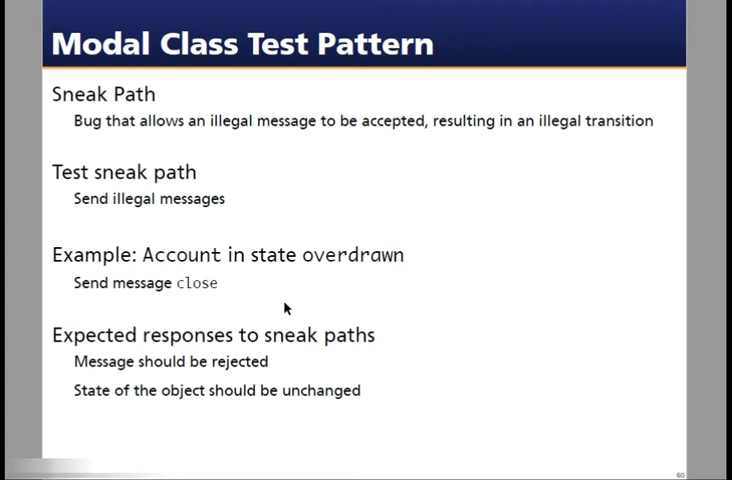 Modal Class Test Pattern
Sneak Path
Bug that allows an illegal message to be accepted, resulting in an illegal transition
Test sneak path
Send illegal messages
Example: Account in state overdrawn
Send message close
Expected responses to sneak paths
Message should be rejected
State of the object should be unchanged
60